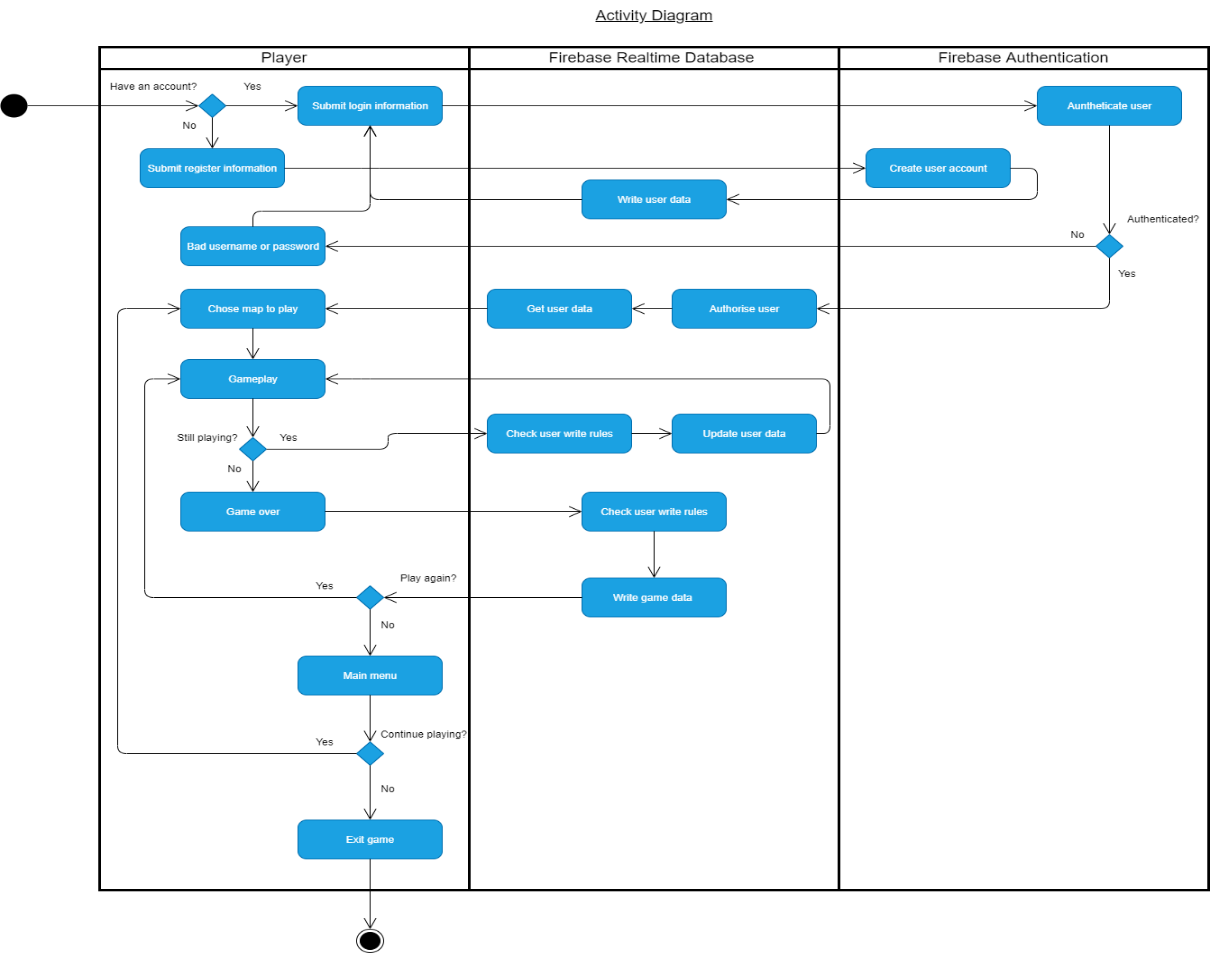 Activity Diagram
Player
Firebase Realtime Database
Firebase Authentication
Have an account?
Yes
Submit login information
Auntheticate user
No
Submit register information
Create user account
Write user data
Authenticated?
No
Bad username or password
Yes
Chose map to play
Get user data
Authorise user
Gameplay
Still playing?
Yes
Check user write rules
Update user data
No
Game over
Check user write rules
Play again?
Yes
Write game data
No
Main menu
Continue playing?
Yes
No
Exit game